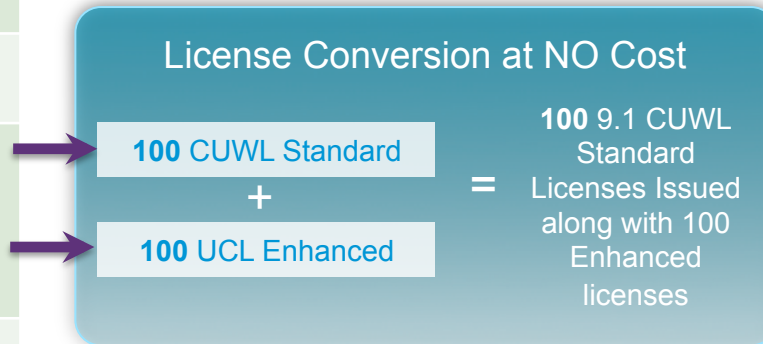 License Conversion at NO Cost
100 CUWL Standard
+
100 UCL Enhanced
=
100 9.1 CUWL
Standard
Licenses Issued
along with 100
Enhanced
licenses